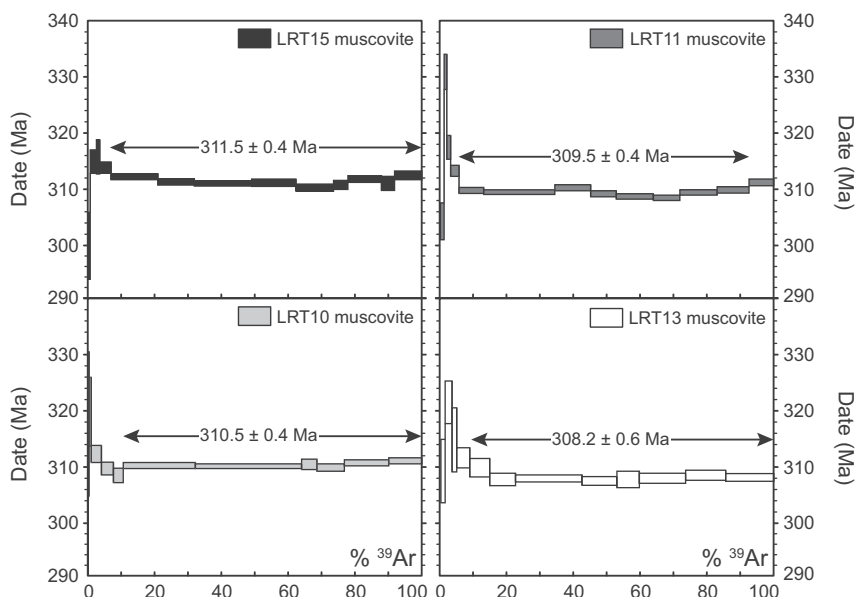 340
330
320
310
300
290
Date (Ma)
LRT15 muscovite
311.5 ± 0.4 Ma
LRT11 muscovite
309.5 ± 0.4 Ma
340
330
320
310
300
290
Date (Ma)
330
320
310
300
290
Date (Ma)
LRT10 muscovite
310.5 ± 0.4 Ma
% ³⁹Ar
LRT13 muscovite
308.2 ± 0.6 Ma
% ³⁹Ar
330
320
310
300
290
Date (Ma)
0 20 40 60 80 100
0 20 40 60 80 100